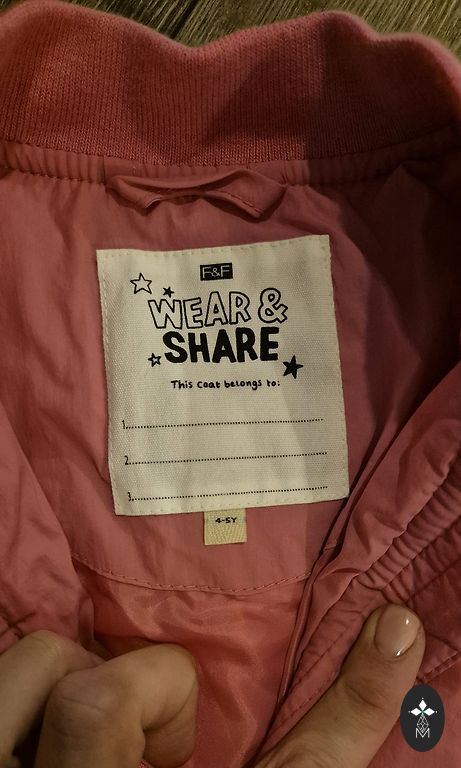 F&F
WEAR &
SHARE
This coat belongs to:
1.
2.
3.
4-5Y
M